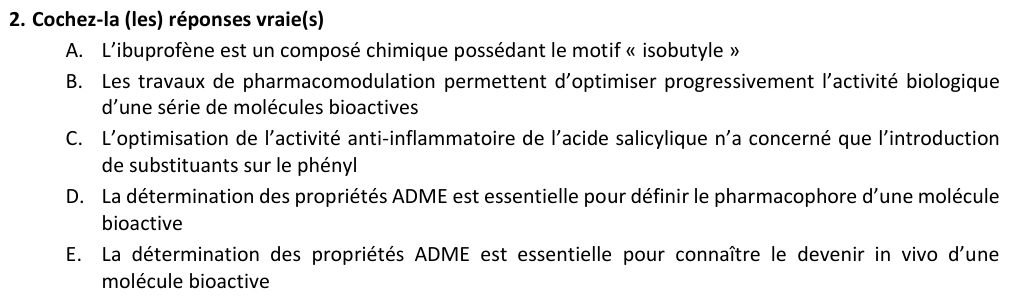 2. Cochez-la (les) réponses vraie(s)
A. L’ibuprofène est un composé chimique possédant le motif « isobutyle »
B. Les travaux de pharmacomodulation permettent d’optimiser progressivement l’activité biologique
d’une série de molécules bioactives
C. L’optimisation de l’activité anti-inflammatoire de l’acide salicylique n’a concerné que l’introduction
de substituants sur le phényl
D. La détermination des propriétés ADME est essentielle pour définir le pharmacophore d’une molécule
bioactive
E. La détermination des propriétés ADME est essentielle pour connaître le devenir in vivo d’une
molécule bioactive